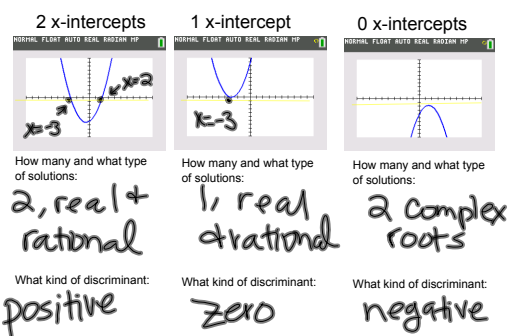 2 x-intercepts
NORMAL FLOAT AUTO REAL RADIAN MP
x=2
x=-3
How many and what type
of solutions:
2, real +
rational
What kind of discriminant:
positive
1 x-intercept
NORMAL FLOAT AUTO REAL RADIAN MP
x=-3
How many and what type
of solutions:
1, real
+rational
What kind of discriminant:
zero
0 x-intercepts
NORMAL FLOAT AUTO REAL RADIAN MP
How many and what type
of solutions:
2 complex
roots
What kind of discriminant:
negative